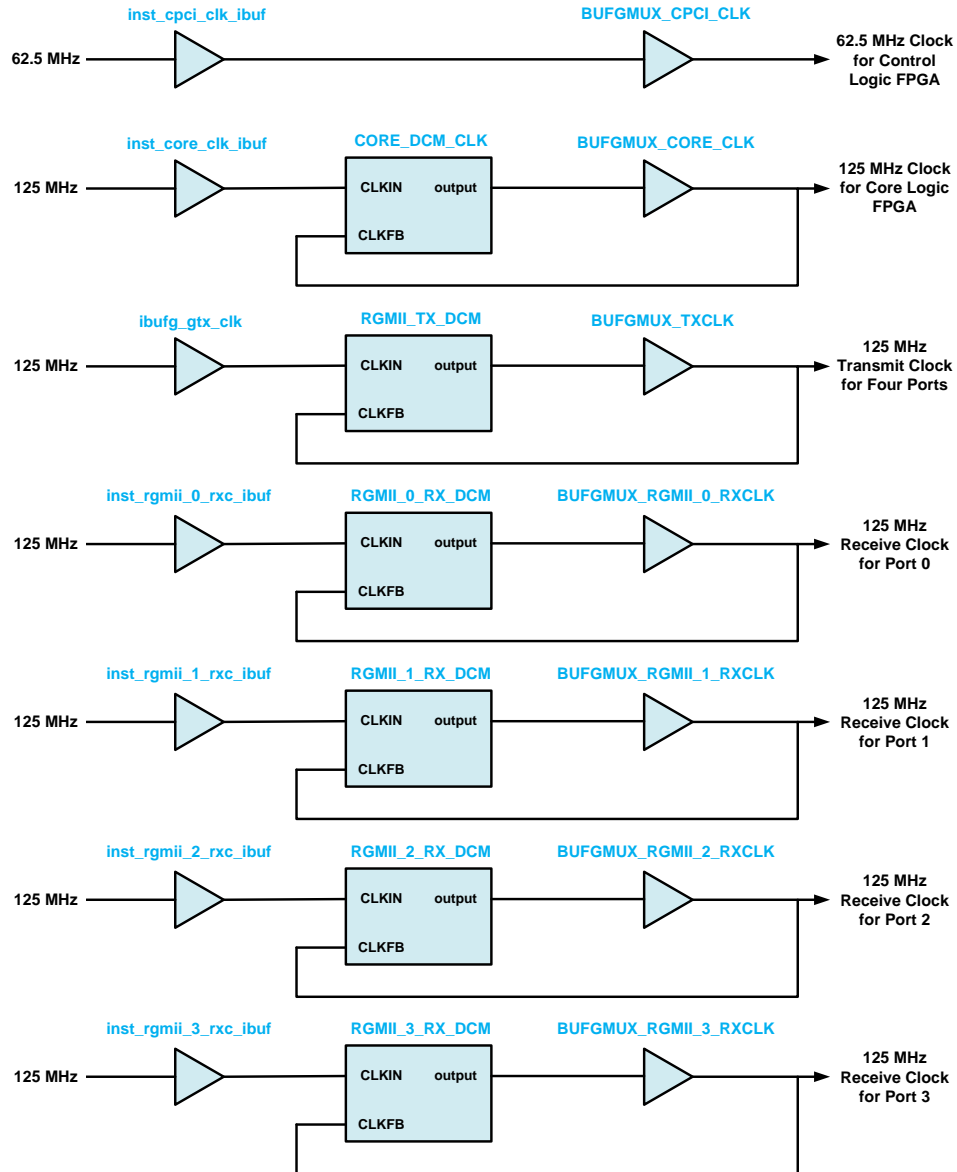 inst_cpci_clk_ibuf
BUFGMUX_CPCI_CLK
62.5 MHz
62.5 MHz Clock
for Control
Logic FPGA
inst_core_clk_ibuf
CORE_DCM_CLK
BUFGMUX_CORE_CLK
125 MHz
CLKIN
output
CLKFB
125 MHz Clock
for Core Logic
FPGA
ibufg_gtx_clk
RGMII_TX_DCM
BUFGMUX_TXCLK
125 MHz
CLKIN
output
CLKFB
125 MHz
Transmit Clock
for Four Ports
inst_rgmii_0_rxc_ibuf
RGMII_0_RX_DCM
BUFGMUX_RGMII_0_RXCLK
125 MHz
CLKIN
output
CLKFB
125 MHz
Receive Clock
for Port 0
inst_rgmii_1_rxc_ibuf
RGMII_1_RX_DCM
BUFGMUX_RGMII_1_RXCLK
125 MHz
CLKIN
output
CLKFB
125 MHz
Receive Clock
for Port 1
inst_rgmii_2_rxc_ibuf
RGMII_2_RX_DCM
BUFGMUX_RGMII_2_RXCLK
125 MHz
CLKIN
output
CLKFB
125 MHz
Receive Clock
for Port 2
inst_rgmii_3_rxc_ibuf
RGMII_3_RX_DCM
BUFGMUX_RGMII_3_RXCLK
125 MHz
CLKIN
output
CLKFB
125 MHz
Receive Clock
for Port 3